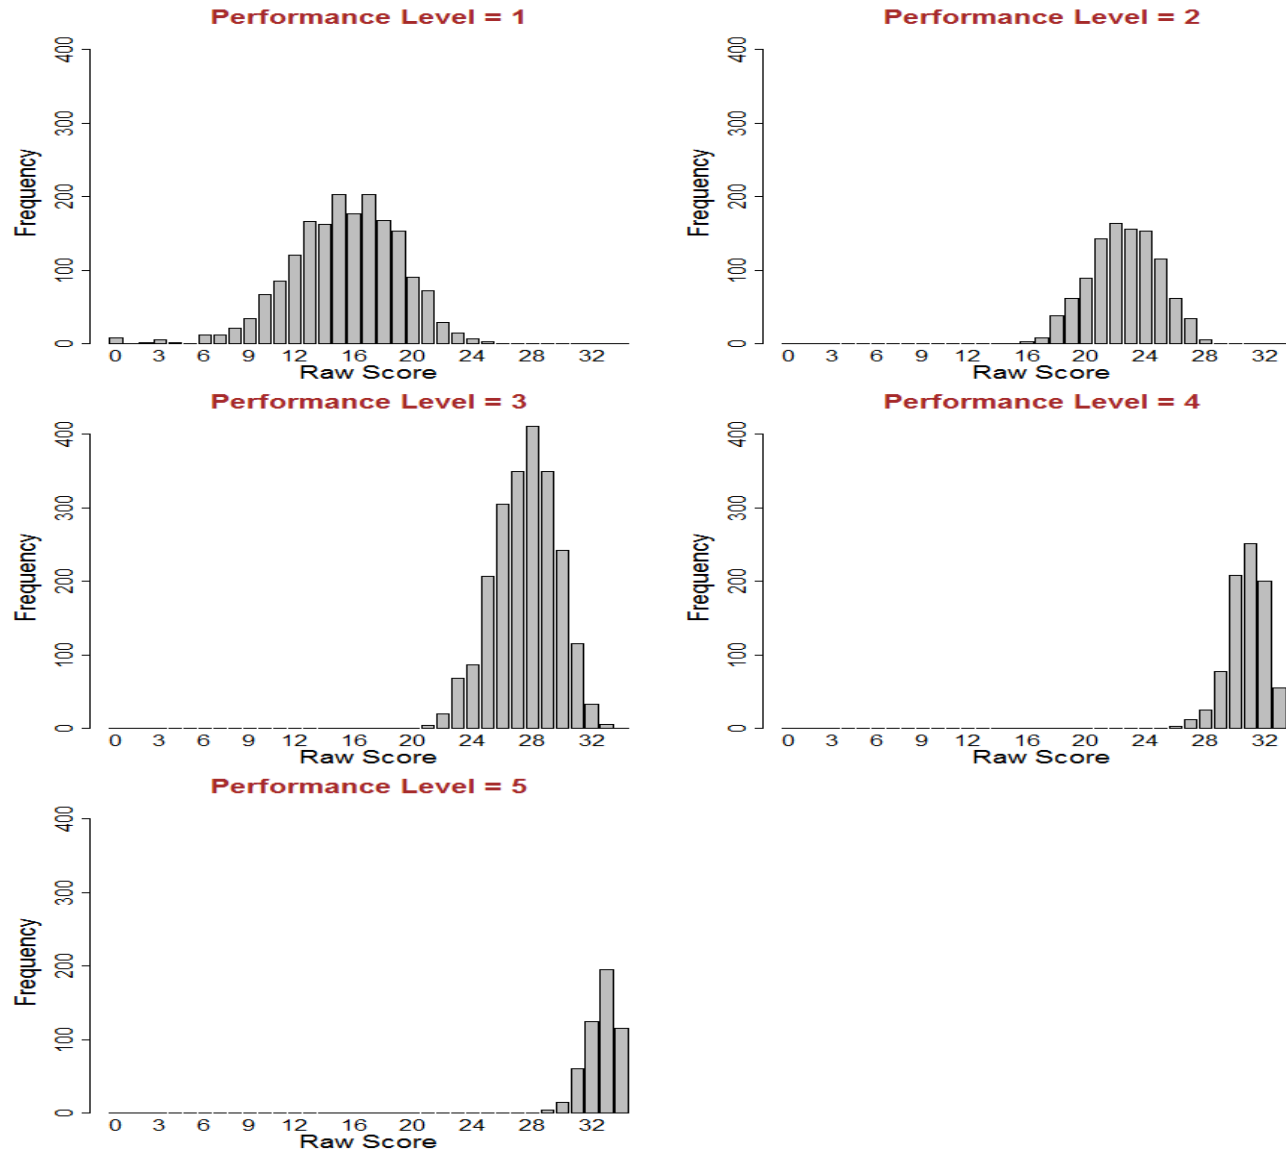 Performance Level = 1
Frequency
400
300
200
100
0
0 3 6 9 12 16 20 24 28 32
Raw Score
Performance Level = 2
Frequency
400
300
200
100
0
0 3 6 9 12 16 20 24 28 32
Raw Score
Performance Level = 3
Frequency
400
300
200
100
0
0 3 6 9 12 16 20 24 28 32
Raw Score
Performance Level = 4
Frequency
400
300
200
100
0
0 3 6 9 12 16 20 24 28 32
Raw Score
Performance Level = 5
Frequency
400
300
200
100
0
0 3 6 9 12 16 20 24 28 32
Raw Score